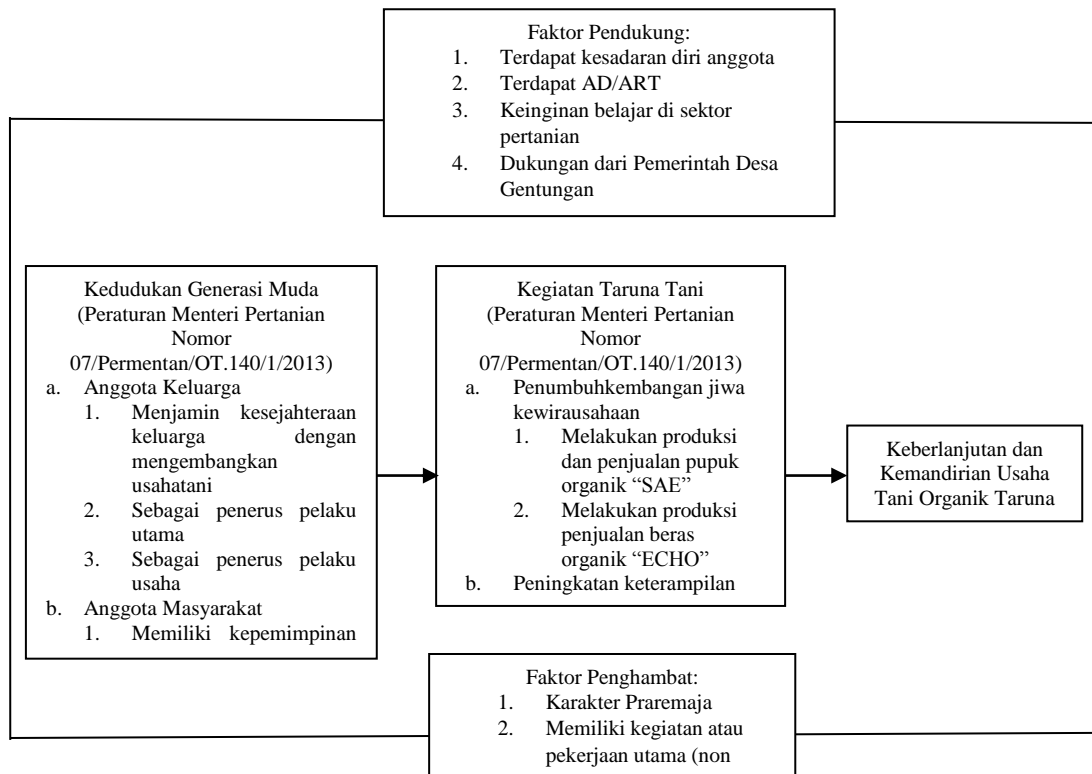 Faktor Pendukung:
1. Terdapat kesadaran diri anggota
2. Terdapat AD/ART
3. Keinginan belajar di sektor
pertanian
4. Dukungan dari Pemerintah Desa
Gentungan
Kedudukan Generasi Muda
(Peraturan Menteri Pertanian
Nomor
07/Permentan/OT.140/1/2013)
a. Anggota Keluarga
1. Menjamin kesejahteraan
keluarga dengan
mengembangkan
usahatani
2. Sebagai penerus pelaku
utama
3. Sebagai penerus pelaku
usaha
b. Anggota Masyarakat
1. Memiliki kepemimpinan
Kegiatan Taruna Tani
(Peraturan Menteri Pertanian
Nomor
07/Permentan/OT.140/1/2013)
a. Penumbuhkembangan jiwa
kewirausahaan
1. Melakukan produksi
dan penjualan pupuk
organik “SAE”
2. Melakukan produksi
penjualan beras
organik “ECHO”
b. Peningkatan keterampilan
Keberlanjutan dan
Kemandirian Usaha
Tani Organik Taruna
Faktor Penghambat:
1. Karakter Praremaja
2. Memiliki kegiatan atau
pekerjaan utama (non